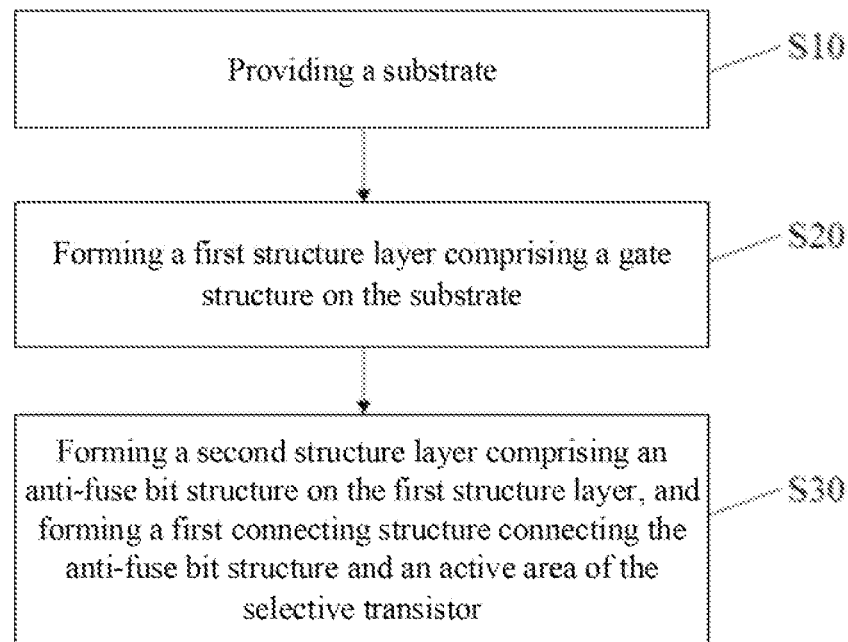 Providing a substrate
S10
Forming a first structure layer comprising a gate
structure on the substrate
S20
Forming a second structure layer comprising an
anti-fuse bit structure on the first structure layer, and
forming a first connecting structure connecting the
anti-fuse bit structure and an active area of the
selective transistor
S30